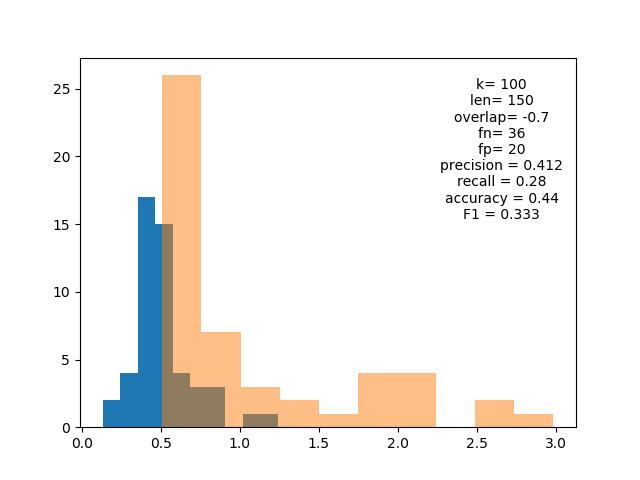 k= 100
len= 150
overlap= -0.7
fn= 36
fp= 20
precision = 0.412
recall = 0.28
accuracy = 0.44
F1 = 0.333
25
20
15
10
5
0
0.0 0.5 1.0 1.5 2.0 2.5 3.0